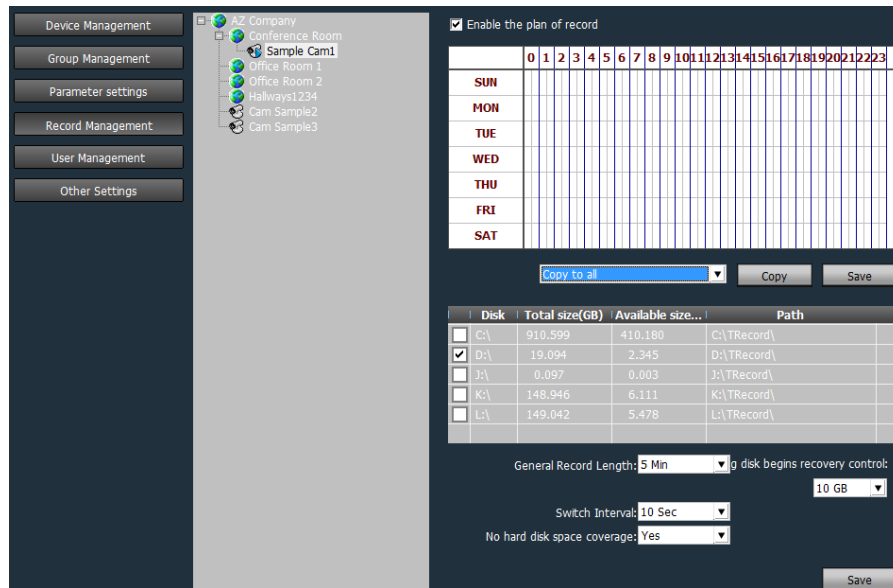 Device Management
Group Management
Parameter settings
Record Management
User Management
Other Settings
AZ Company
Conference Room
Sample Cam1
Office Room 1
Office Room 2
Hallways1234
Cam Sample2
Cam Sample3
Enable the plan of record
0 1 2 3 4 5 6 7 8 9 10 11 12 13 14 15 16 17 18 19 20 21 22 23
SUN
MON
TUE
WED
THU
FRI
SAT
Copy to all Copy Save
Disk Total size(GB) Available size... Path
C:\ 910.599 410.180 C:\TRecord\
D:\ 19.094 2.345 D:\TRecord\
J:\ 0.097 0.003 J:\TRecord\
K:\ 148.946 6.111 K:\TRecord\
L:\ 149.042 5.478 L:\TRecord\
General Record Length: 5 Min g disk begins recovery control:
10 GB
Switch Interval: 10 Sec
No hard disk space coverage: Yes
Save